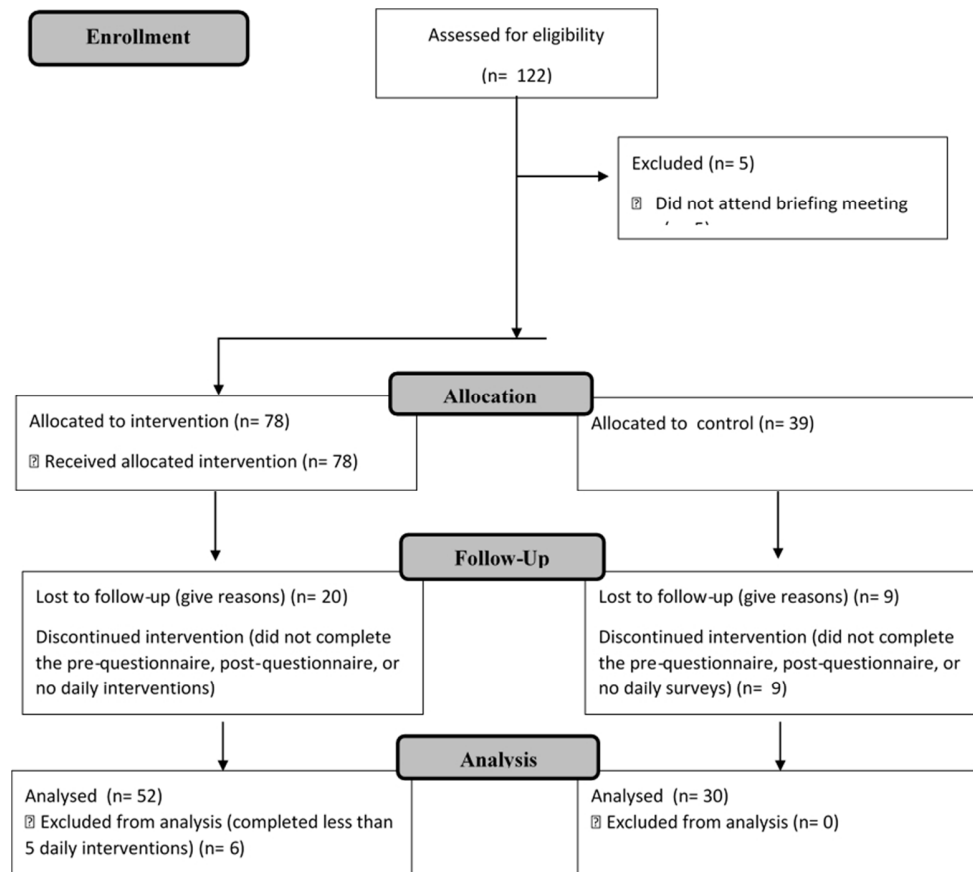 Enrollment
Assessed for eligibility
(n= 122)
Excluded (n= 5)
Did not attend briefing meeting
Allocation
Allocated to intervention (n= 78)
Received allocated intervention (n= 78)
Allocated to control (n= 39)
Follow-Up
Lost to follow-up (give reasons) (n= 20)
Discontinued intervention (did not complete
the pre-questionnaire, post-questionnaire, or
no daily interventions)
Lost to follow-up (give reasons) (n= 9)
Discontinued intervention (did not complete
the pre-questionnaire, post-questionnaire, or
no daily surveys) (n= 9)
Analysis
Analysed (n= 52)
Excluded from analysis (completed less than
5 daily interventions) (n= 6)
Analysed (n= 30)
Excluded from analysis (n= 0)